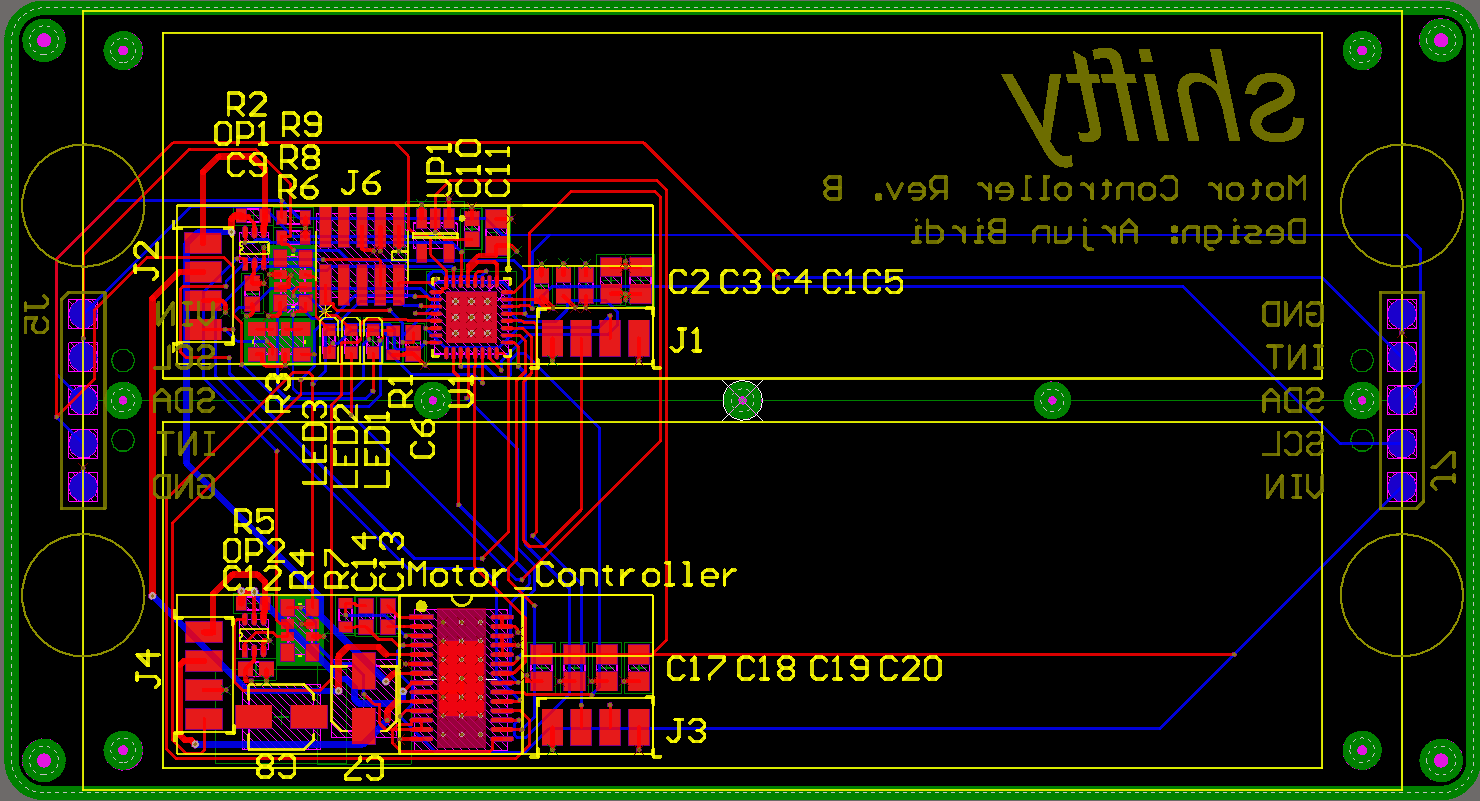 shifty
Motor Controller Rev. B
Design: Arjun Birdi
R2
OP1
C9
R9
R8
R6
J6
UP1
C10
C11
J2
C2 C3 C4 C1 C5
J1
J5
VIN
SCL
SDA
INT
GND
GND
INT
SDA
SCL
VIN
J7
R3
LED3
LED2
LED1
R1
C6
U1
R5
OP2
C12
R4
R7
C14
C13
Motor_Controller
J4
C17 C18 C19 C20
J3
C8
C7